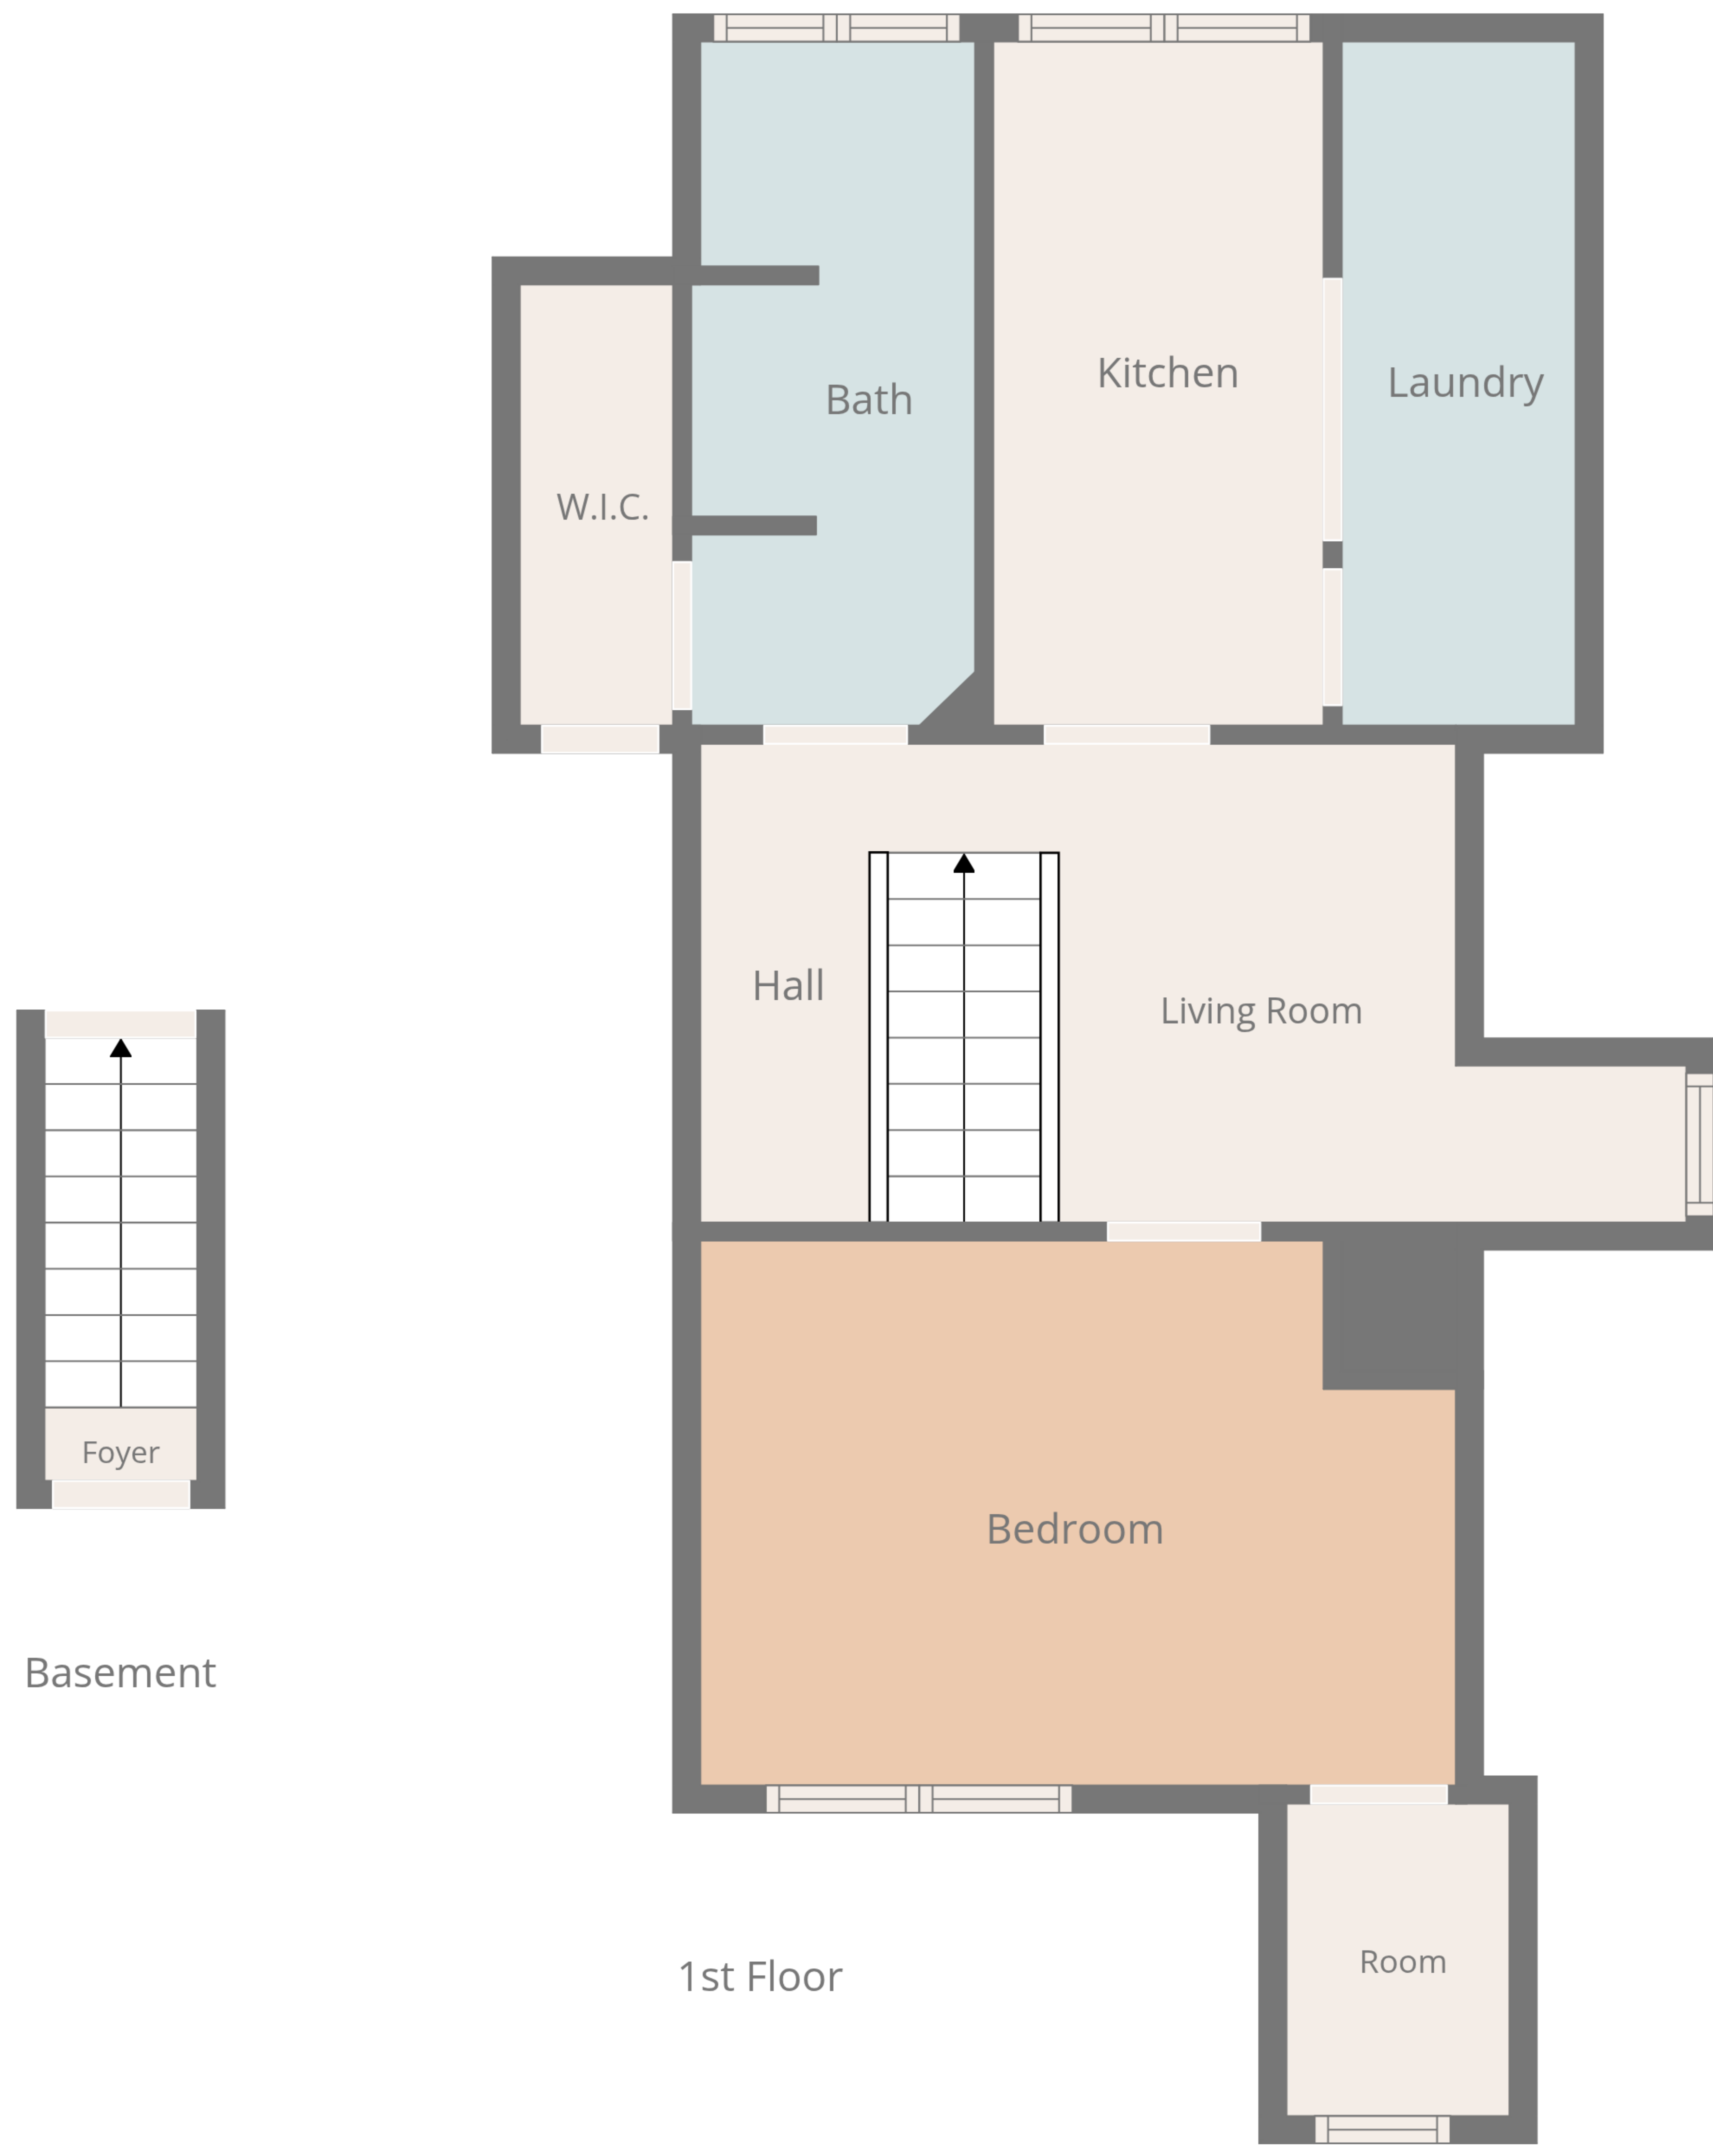 Kitchen
Laundry
Bath
W.I.C.
Hall
Living Room
Foyer
Bedroom
Basement
Room
1st Floor